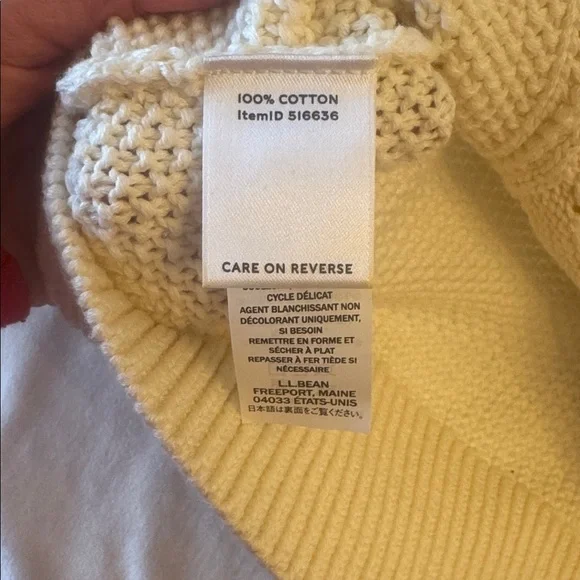 100% COTTON
ItemID 516636
CARE ON REVERSE
CYCLE DÉLICAT
AGENT BLANCHISSANT NON
DÉCOLORANT UNIQUEMENT,
SI BESOIN
REMETTRE EN FORME ET
SÉCHER À PLAT
REPASSER À FER TIÈDE SI
NÉCESSAIRE
L.L.BEAN
FREEPORT, MAINE
04033 ÉTATS-UNIS
日本語は裏面をご覧ください。